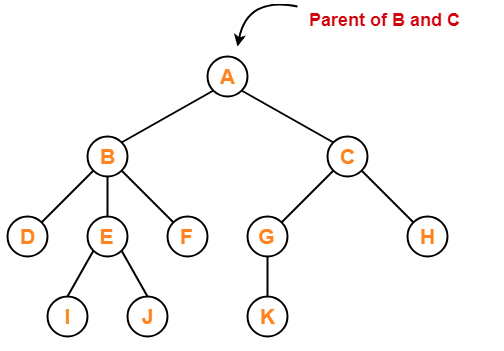 Parent of B and C
A
B C
D E F G H
I J K